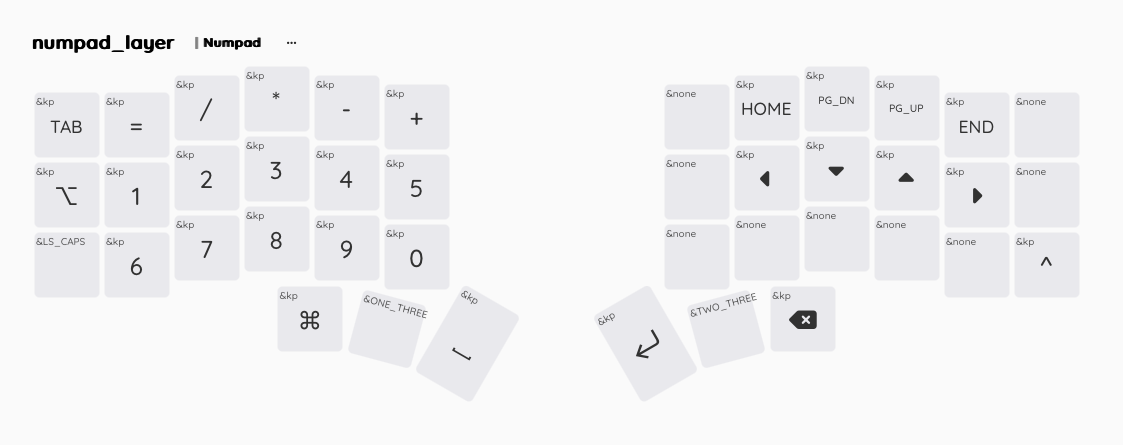 numpad_layer | Numpad ...
&kp TAB &kp = &kp / &kp * &kp - &kp + &none &kp HOME &kp PG_DN &kp PG_UP &kp END &none
&kp ⌥ &kp 1 &kp 2 &kp 3 &kp 4 &kp 5 &none &kp ◀ &kp ▼ &kp ▲ &kp ▶ &none
&LS_CAPS &kp 6 &kp 7 &kp 8 &kp 9 &kp 0 &none &none &none &none &none &kp ^
&kp ⌘ &ONE_THREE &kp ⎵ &kp ↵ &TWO_THREE &kp ⌫